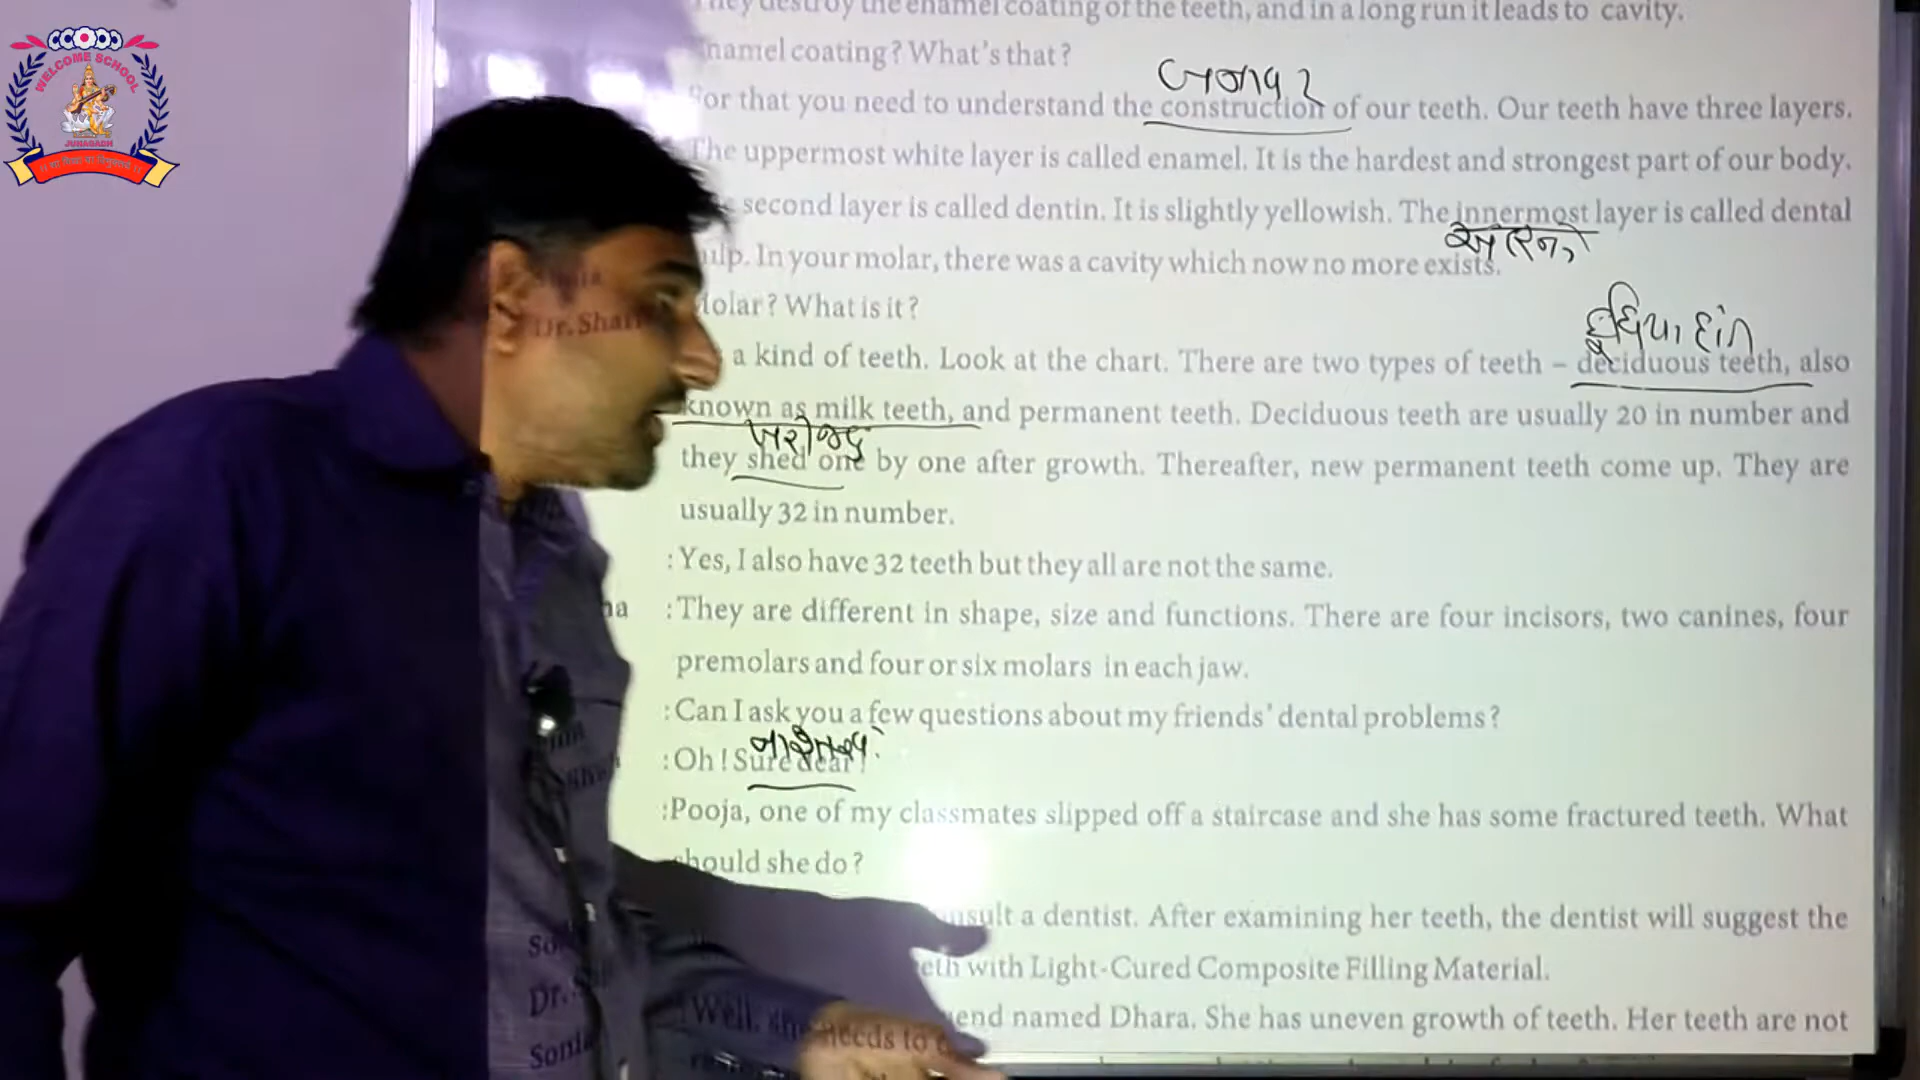 WELCOME SCHOOL
JUNAGADH
They destroy the enamel coating of the teeth, and in a long run it leads to cavity.
namel coating? What's that?
બનાવટ
For that you need to understand the construction of our teeth. Our teeth have three layers.
The uppermost white layer is called enamel. It is the hardest and strongest part of our body.
second layer is called dentin. It is slightly yellowish. The innermost layer is called dental
ulp. In your molar, there was a cavity which now no more exists.
Molar? What is it?
દુધિયા દાંત
a kind of teeth. Look at the chart. There are two types of teeth – deciduous teeth, also
known as milk teeth, and permanent teeth. Deciduous teeth are usually 20 in number and
they shed one by one after growth. Thereafter, new permanent teeth come up. They are
usually 32 in number.
: Yes, I also have 32 teeth but they all are not the same.
ha : They are different in shape, size and functions. There are four incisors, two canines, four
premolars and four or six molars in each jaw.
: Can I ask you a few questions about my friends' dental problems?
: Oh! Sure dear!
: Pooja, one of my classmates slipped off a staircase and she has some fractured teeth. What
should she do?
Well, she needs to consult a dentist. After examining her teeth, the dentist will suggest the
eth with Light-Cured Composite Filling Material.
Sonia
end named Dhara. She has uneven growth of teeth. Her teeth are not